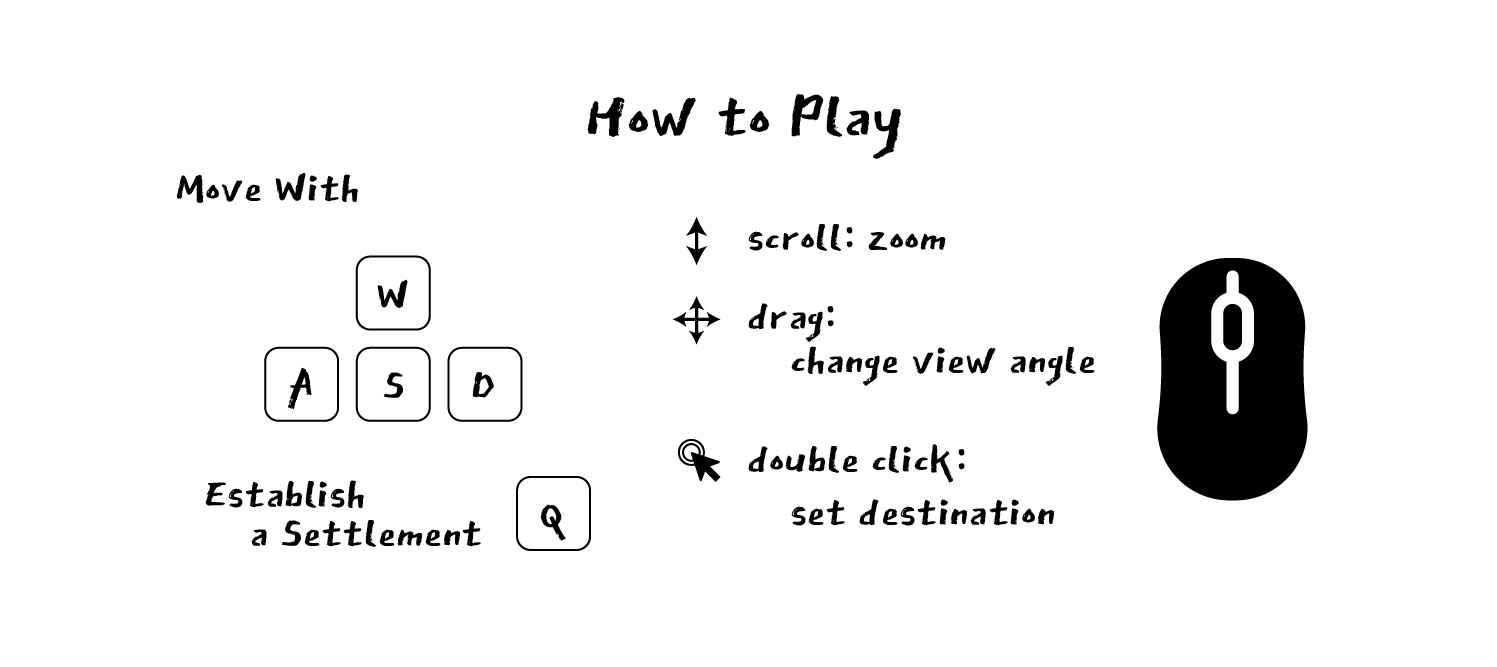 How to Play
Move With
W
A S D
Establish
a Settlement
Q
scroll: zoom
drag:
change view angle
double click:
set destination